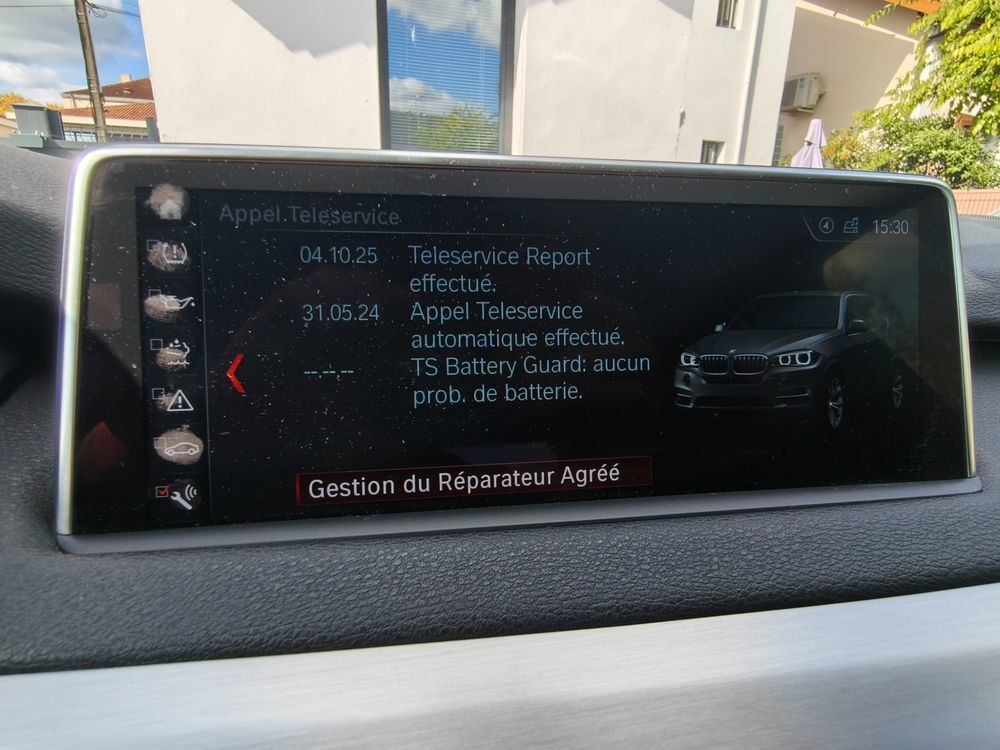 Appel Teleservice
15:30
04.10.25 Teleservice Report
effectué.
31.05.24 Appel Teleservice
automatique effectué.
--.--.-- TS Battery Guard: aucun
prob. de batterie.
Gestion du Réparateur Agréé